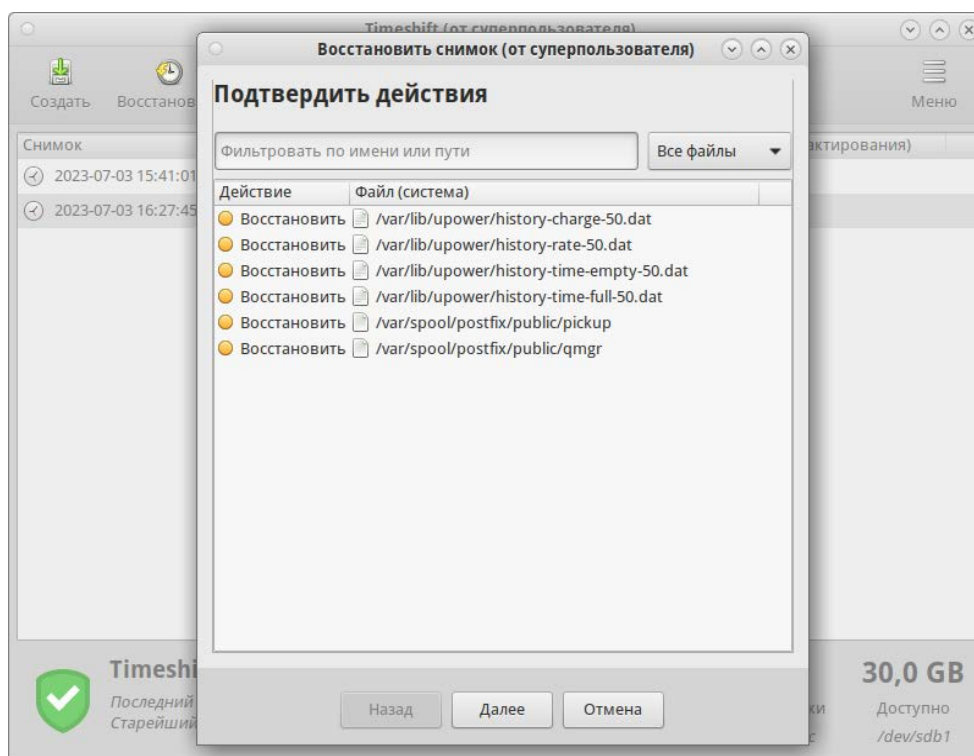 Timeshift (от суперпользователя)
Восстановить снимок (от суперпользователя)
Создать
Меню
Подтвердить действия
Снимок
Фильтровать по имени или пути
Все файлы
2023-07-03 15:41:01
2023-07-03 16:27:45
Действие Файл (система)
Восстановить /var/lib/upower/history-charge-50.dat
Восстановить /var/lib/upower/history-rate-50.dat
Восстановить /var/lib/upower/history-time-empty-50.dat
Восстановить /var/lib/upower/history-time-full-50.dat
Восстановить /var/spool/postfix/public/pickup
Восстановить /var/spool/postfix/public/qmgr
Назад Далее Отмена
Последний
Старейший
30,0 GB
Доступно
/dev/sdb1